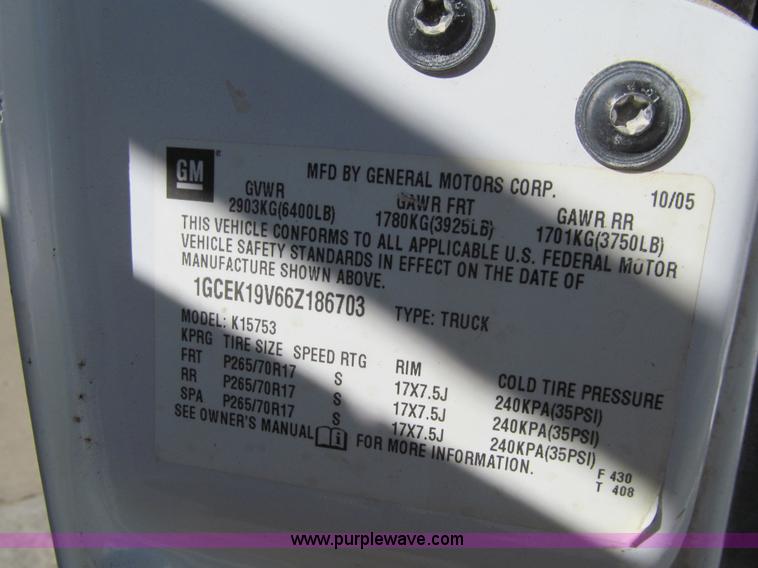 GM
MFD BY GENERAL MOTORS CORP. 10/05
GVWR GAWR FRT GAWR RR
2903KG(6400LB) 1780KG(3925LB) 1701KG(3750LB)
THIS VEHICLE CONFORMS TO ALL APPLICABLE U.S. FEDERAL MOTOR
VEHICLE SAFETY STANDARDS IN EFFECT ON THE DATE OF
MANUFACTURE SHOWN ABOVE.
1GCEK19V66Z186703 TYPE: TRUCK
MODEL: K15753
KPRG TIRE SIZE SPEED RTG RIM COLD TIRE PRESSURE
FRT P265/70R17 S 17X7.5J 240KPA(35PSI)
RR P265/70R17 S 17X7.5J 240KPA(35PSI)
SPA P265/70R17 S 17X7.5J 240KPA(35PSI)
SEE OWNER'S MANUAL FOR MORE INFORMATION.
F 430
T 408
www.purplewave.com